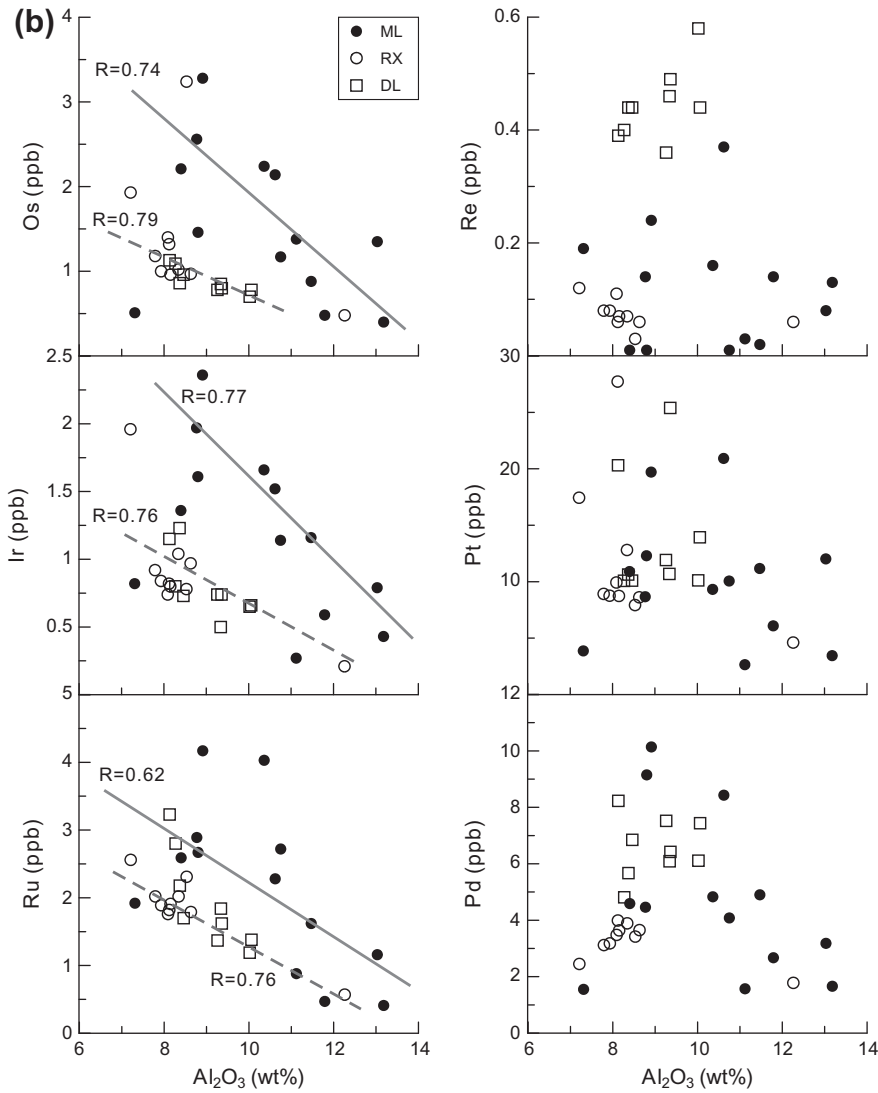 (b)
4
3
2
1
2.5
Os (ppb)
R=0.74
R=0.79
ML
RX
DL
0.6
0.4
0.2
30
Re (ppb)
2
1.5
1
0.5
5
Ir (ppb)
R=0.77
R=0.76
20
10
12
Pt (ppb)
4
3
2
1
0
Ru (ppb)
R=0.62
R=0.76
6 8 10 12 14
Al₂O₃ (wt%)
10
8
6
4
2
0
Pd (ppb)
6 8 10 12 14
Al₂O₃ (wt%)